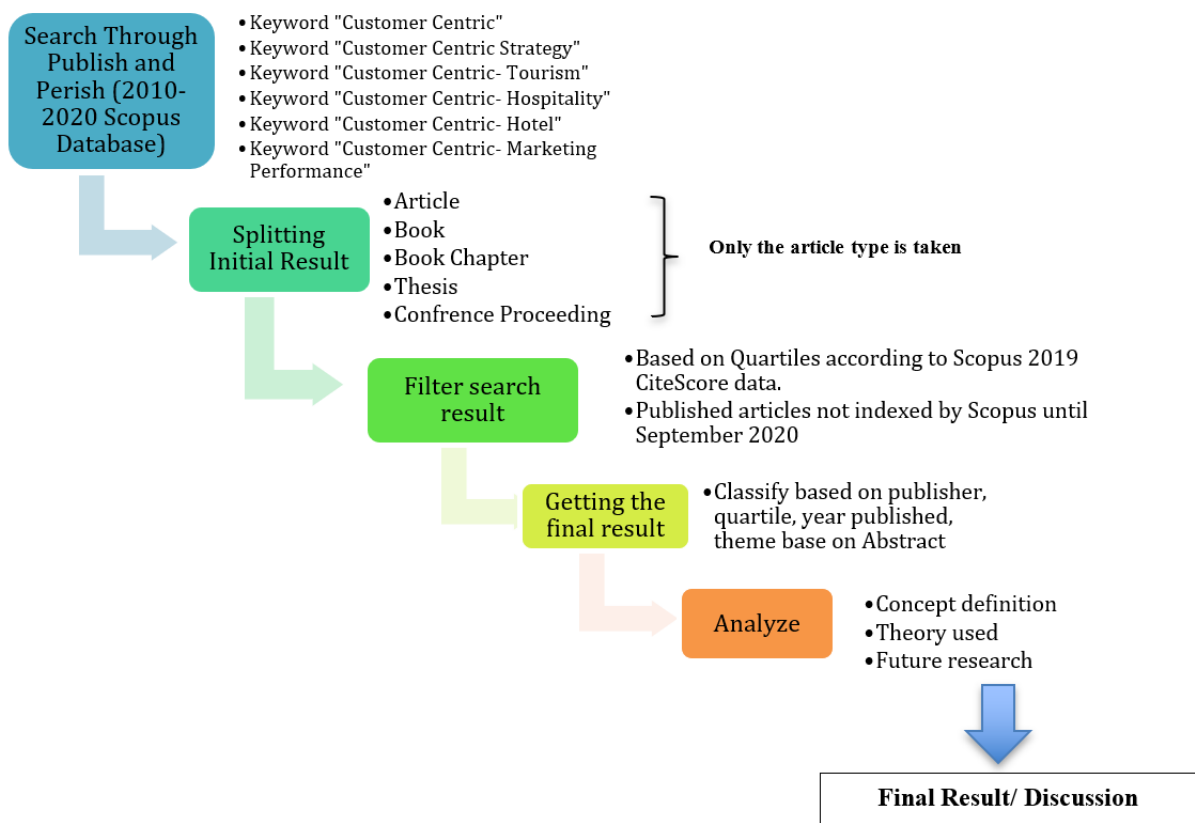 Search Through
Publish and
Perish (2010-
2020 Scopus
Database)
•Keyword "Customer Centric"
•Keyword "Customer Centric Strategy"
•Keyword "Customer Centric- Tourism"
•Keyword "Customer Centric- Hospitality"
•Keyword "Customer Centric- Hotel"
•Keyword "Customer Centric- Marketing
Performance"
Splitting
Initial Result
•Article
•Book
•Book Chapter
•Thesis
•Confrence Proceeding
Only the article type is taken
Filter search
result
•Based on Quartiles according to Scopus 2019
CiteScore data.
•Published articles not indexed by Scopus until
September 2020
Getting the
final result
•Classify based on publisher,
quartile, year published,
theme base on Abstract
Analyze
•Concept definition
•Theory used
•Future research
Final Result/ Discussion